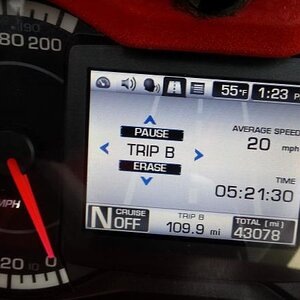 80 200
190
55°F 1:23 P
PAUSE
TRIP B
ERASE
AVERAGE SPEED
20 mph
TIME
05:21:30
MPH
N CRUISE OFF
TRIP B
109.9 mi
TOTAL (mi)
43078
20 0